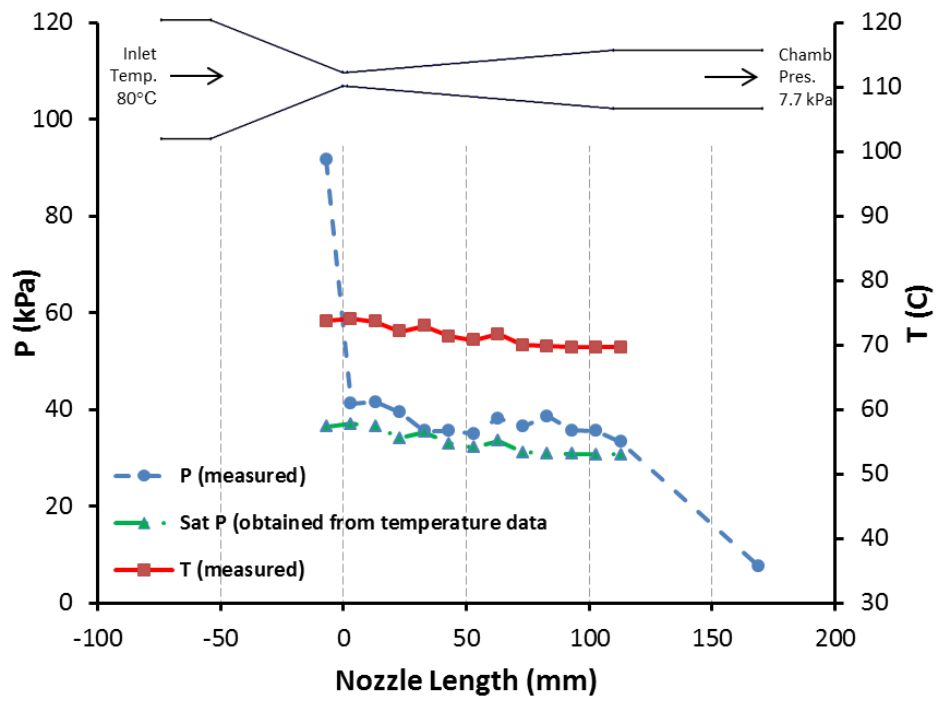 120
100
80
60
40
20
0
P (kPa)
Inlet
Temp.
80°C
Chamb
Pres.
7.7 kPa
120
110
100
90
80
70
60
50
40
30
T (C)
P (measured)
Sat P (obtained from temperature data
T (measured)
-100 -50 0 50 100 150 200
Nozzle Length (mm)